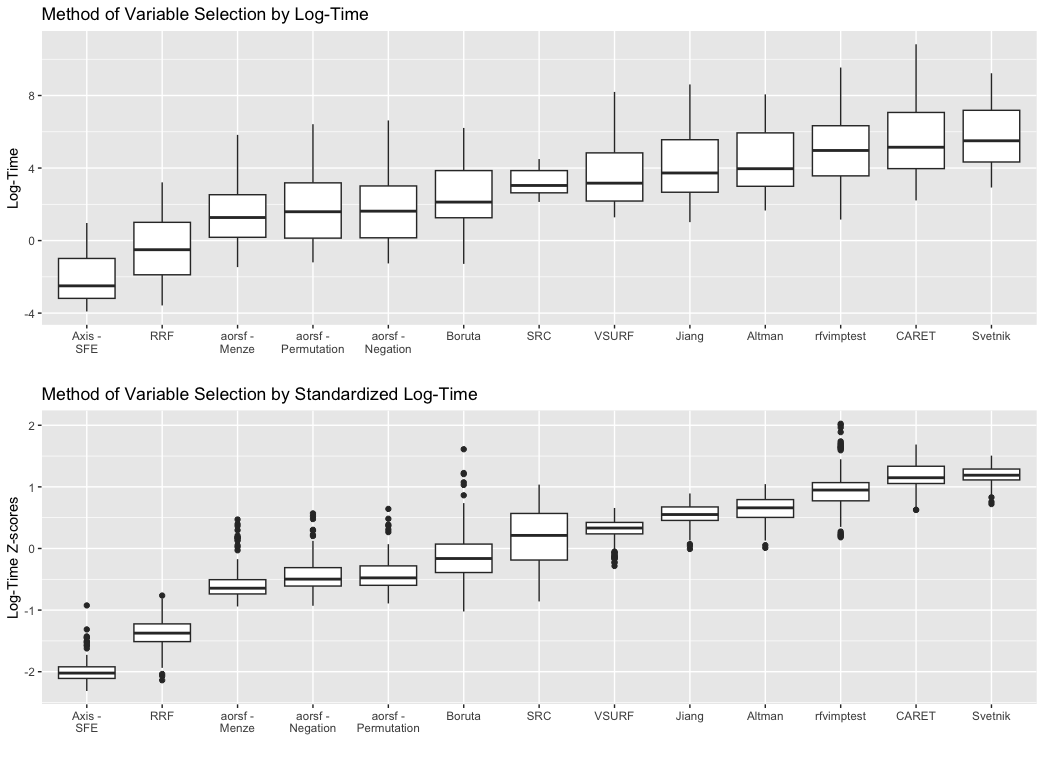 Method of Variable Selection by Log-Time
Log-Time
8
4
0
-4
Axis - RRF aorsf - aorsf - aorsf - Boruta SRC VSURF Jiang Altman rfvimptest CARET Svetnik
SFE Menze Permutation Negation
Method of Variable Selection by Standardized Log-Time
Log-Time Z-scores
2
1
0
-1
-2
Axis - RRF aorsf - aorsf - aorsf - Boruta SRC VSURF Jiang Altman rfvimptest CARET Svetnik
SFE Menze Negation Permutation